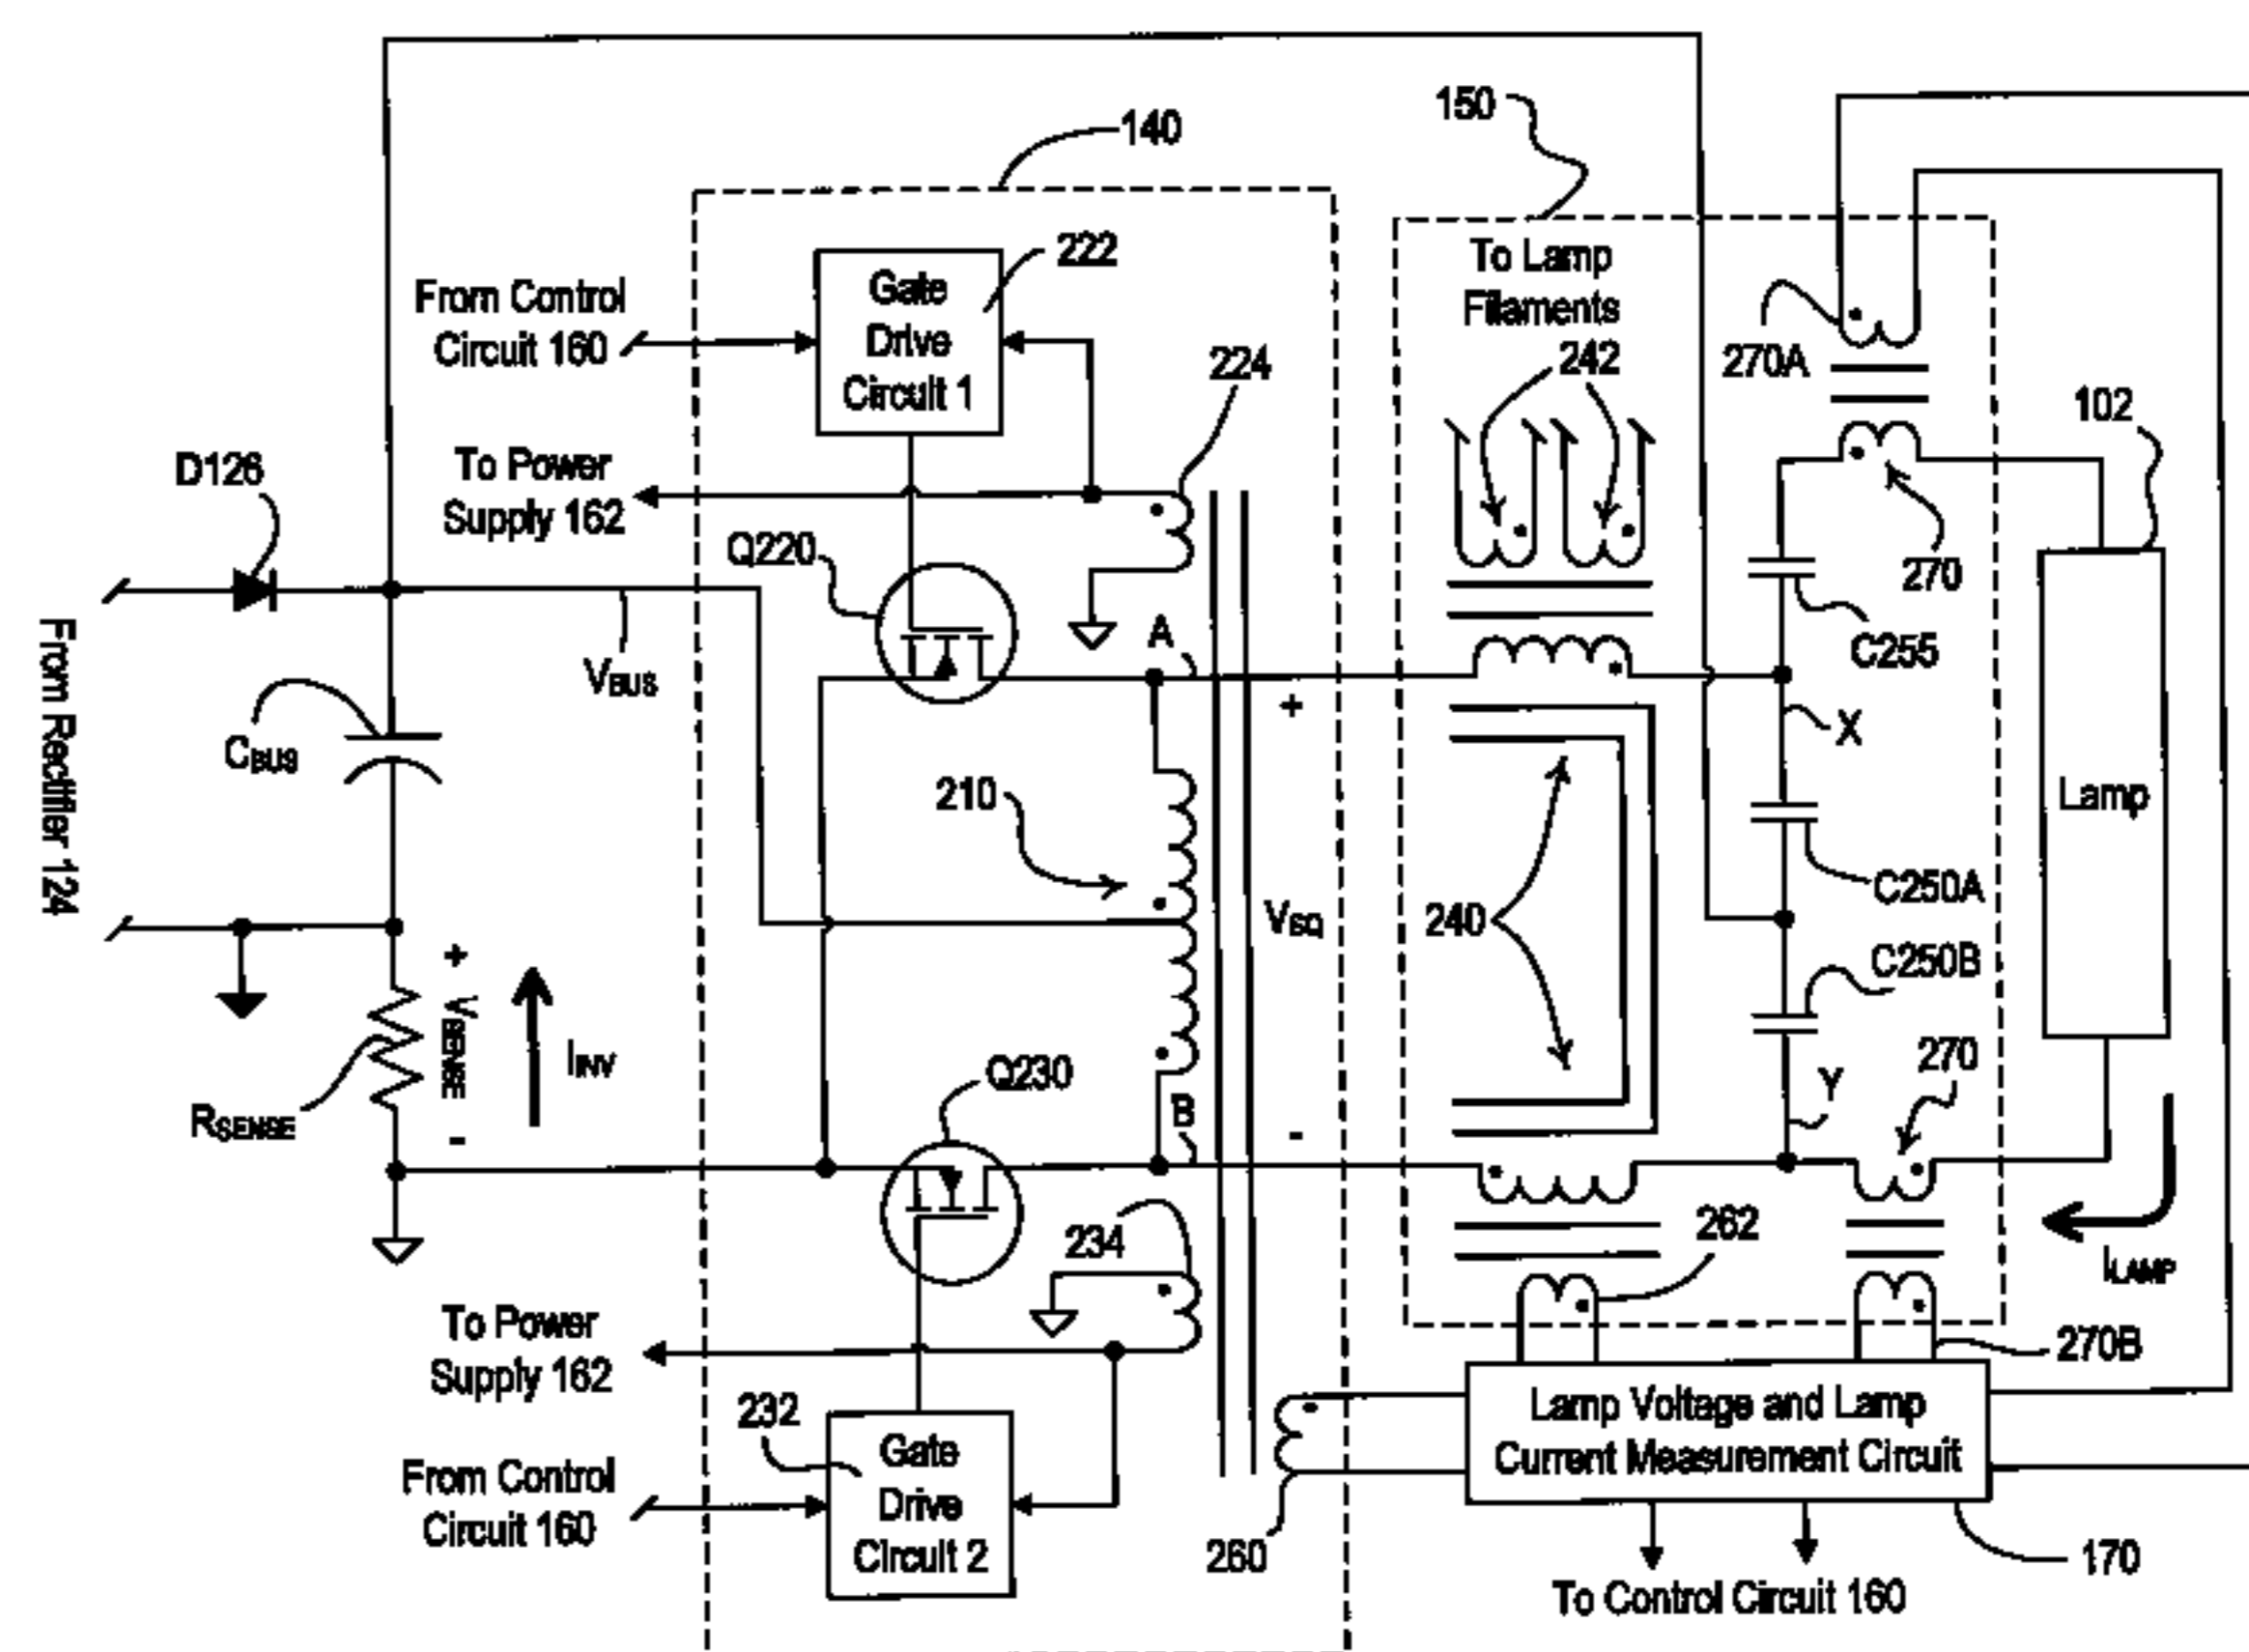 140
150
222
Gate
Drive
Circuit 1
From Control
Circuit 160
To Lamp
Filaments
242
270A
224
102
D126
To Power
Supply 162
Q220
270
C255
A
VBUS
+
X
CBUS
From Rectifier 124
210
Lamp
C250A
240
VSQ
+
VSENSE
-
IINV
C250B
RSENSE
Q230
B
-
Y
270
234
262
ILAMP
To Power
Supply 162
270B
232
Gate
Drive
Circuit 2
From Control
Circuit 160
Lamp Voltage and Lamp
Current Measurement Circuit
260
170
To Control Circuit 160